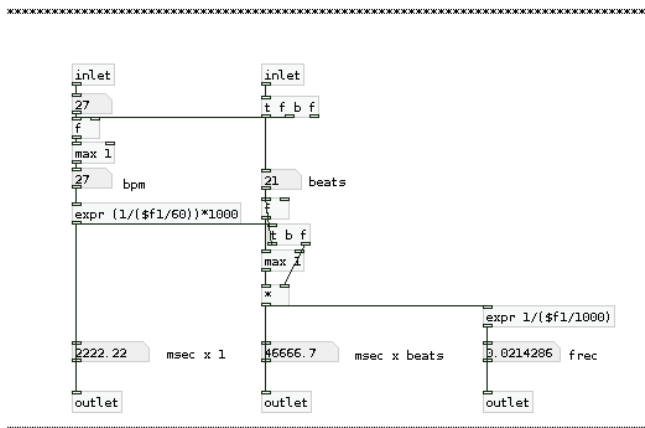 inlet inlet
27 t f b f
f
max 1
27 bpm 21 beats
expr (1/($f1/60))*1000 f
t b f
max 1
*
expr 1/($f1/1000)
2222.22 msec x 1 46666.7 msec x beats 0.0214286 frec
outlet outlet outlet